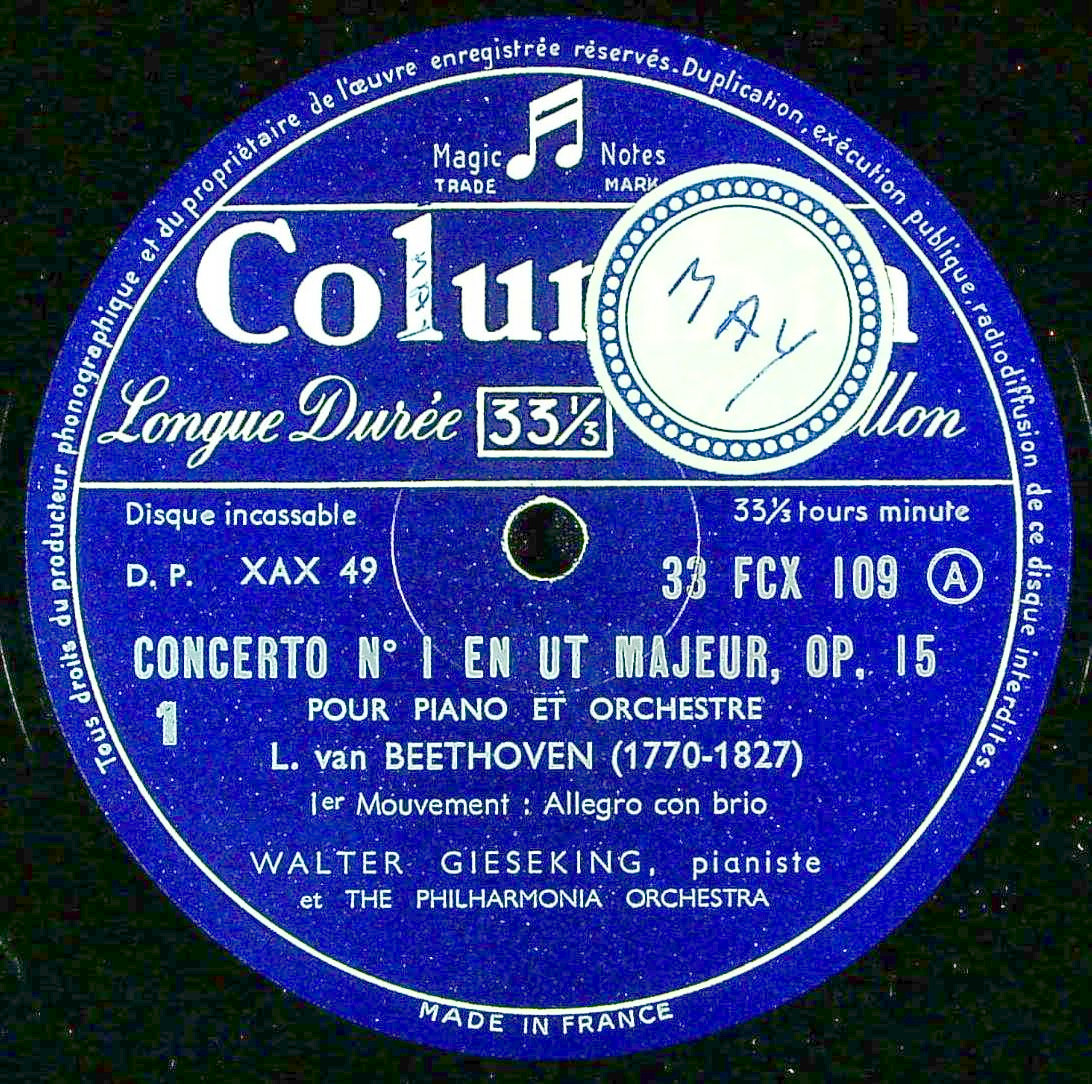 Tous droits du producteur phonographique et du propriétaire de l'œuvre enregistrée réservés. Duplication, exécution publique, radiodiffusion de ce disque interdites.
Magic Notes
TRADE MARK
MAY
MAY
Longue Durée 33⅓
Disque incassable 33⅓ tours minute
D. P. XAX 49 33 FCX 109 A
CONCERTO N° 1 EN UT MAJEUR, OP. 15
1 POUR PIANO ET ORCHESTRE
L. van BEETHOVEN (1770-1827)
1er Mouvement : Allegro con brio
WALTER GIESEKING, pianiste
et THE PHILHARMONIA ORCHESTRA
MADE IN FRANCE